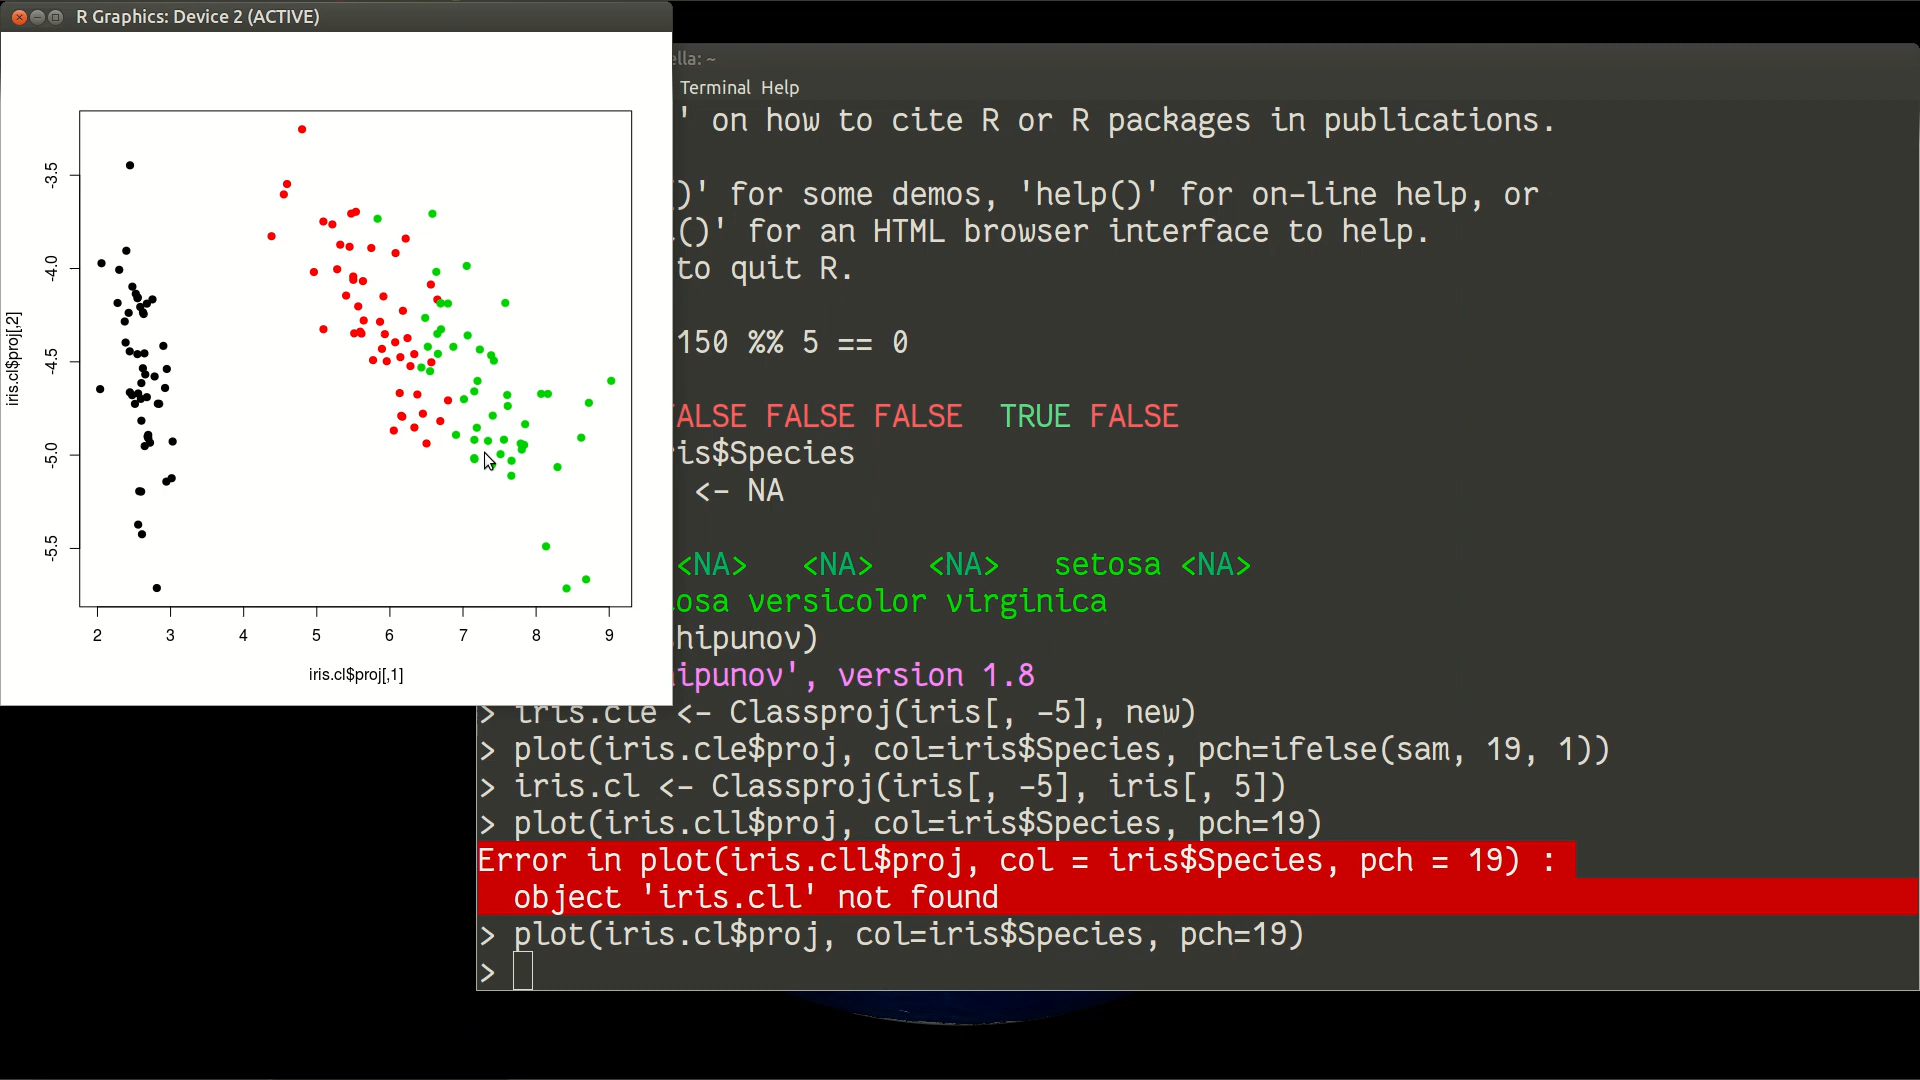 R Graphics: Device 2 (ACTIVE)
-3.5
-4.0
-4.5
-5.0
-5.5
iris.cl$proj[,2]
2 3 4 5 6 7 8 9
iris.cl$proj[,1]
ella: ~
Terminal Help
' on how to cite R or R packages in publications.
)' for some demos, 'help()' for on-line help, or
()' for an HTML browser interface to help.
to quit R.
150 %% 5 == 0
ALSE FALSE FALSE TRUE FALSE
ris$Species
<- NA
<NA> <NA> <NA> setosa <NA>
osa versicolor virginica
hipunov)
ipunov', version 1.8
> iris.cle <- Classproj(iris[, -5], new)
> plot(iris.cle$proj, col=iris$Species, pch=ifelse(sam, 19, 1))
> iris.cl <- Classproj(iris[, -5], iris[, 5])
> plot(iris.cll$proj, col=iris$Species, pch=19)
Error in plot(iris.cll$proj, col = iris$Species, pch = 19) :
object 'iris.cll' not found
> plot(iris.cl$proj, col=iris$Species, pch=19)
>